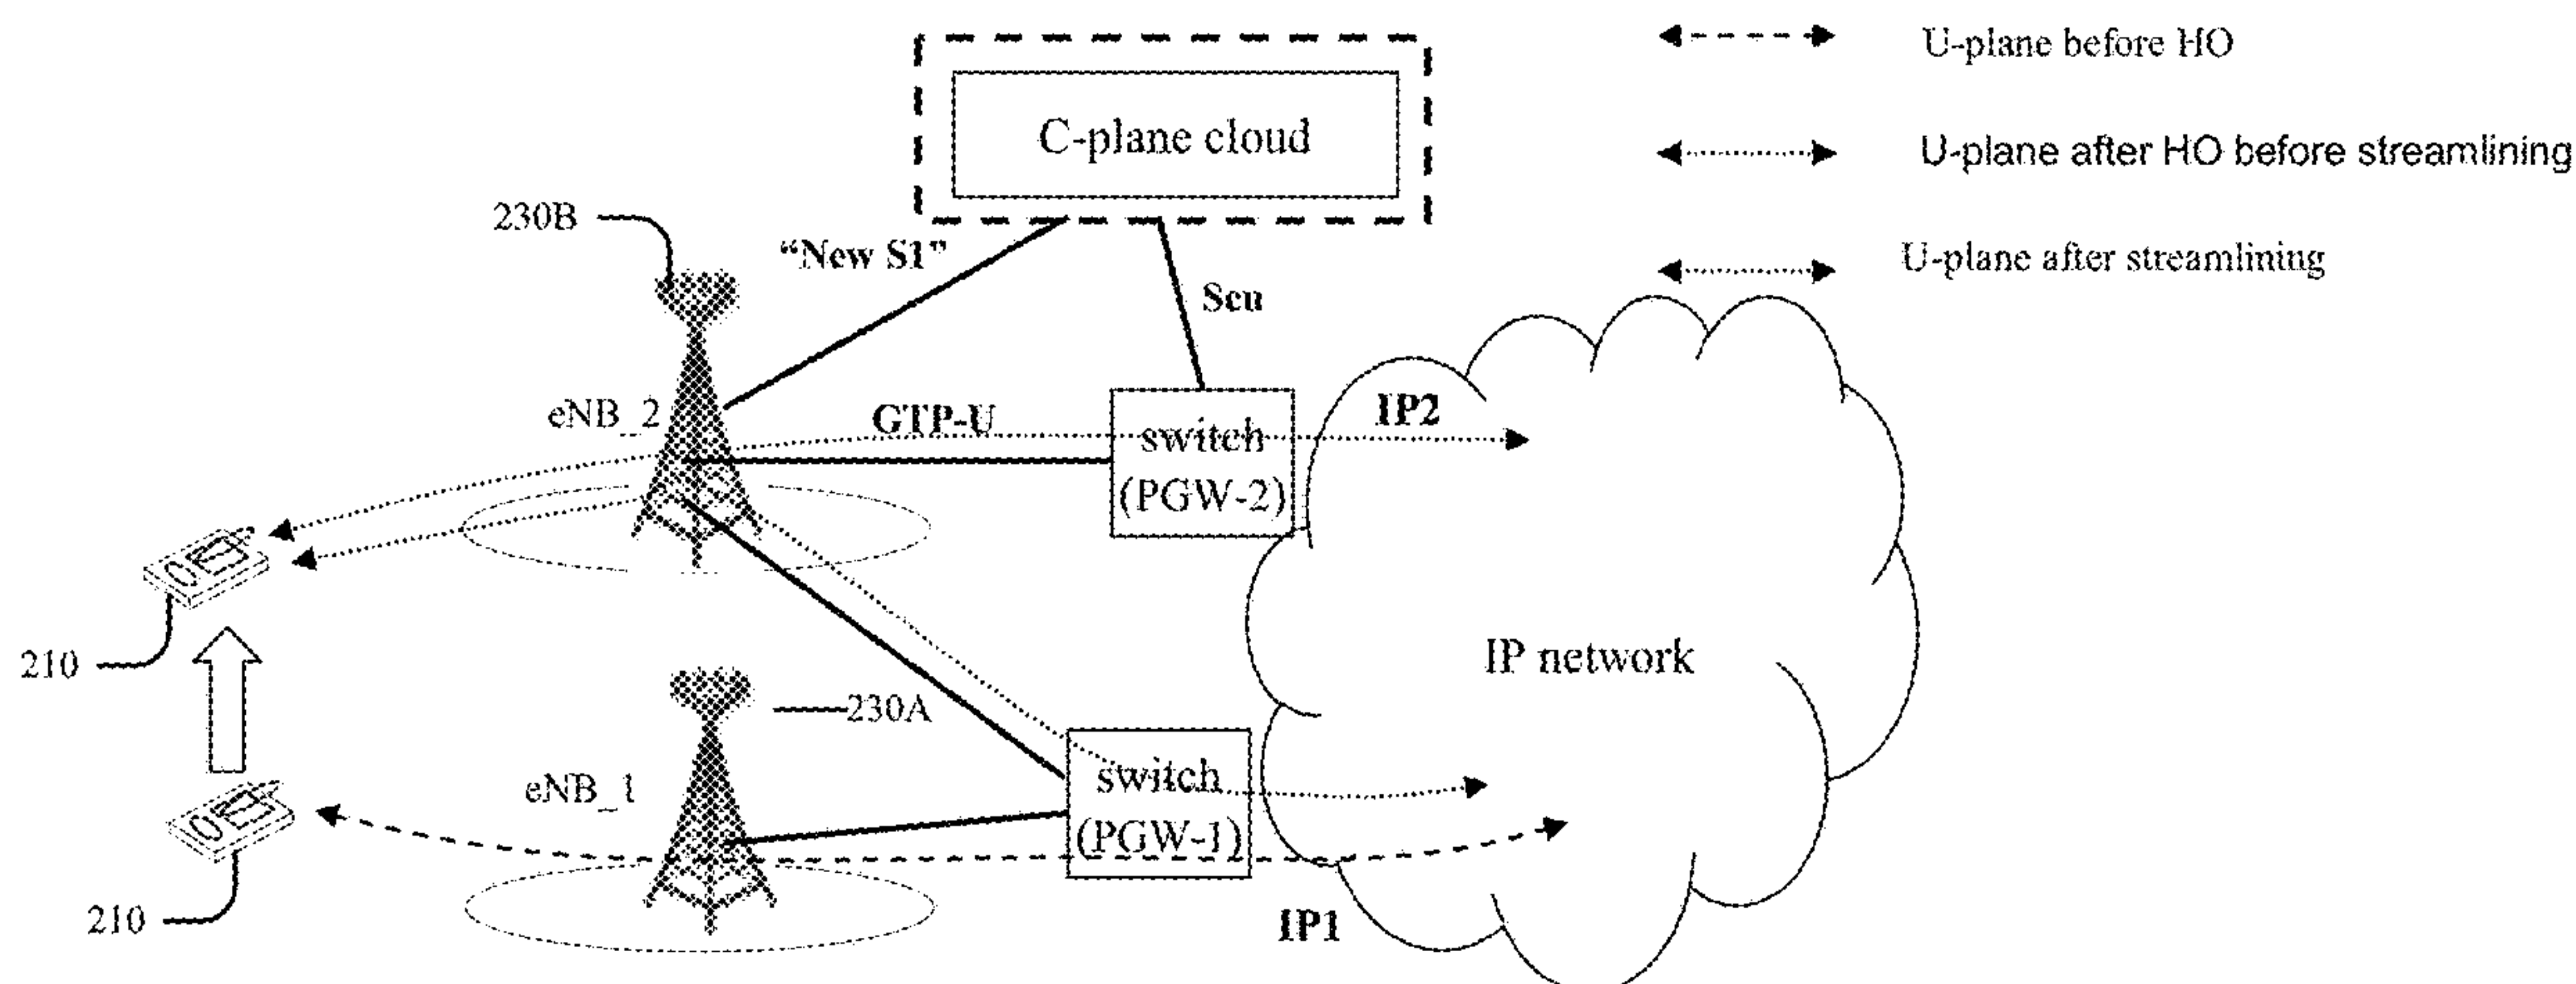 U-plane before HO
C-plane cloud
U-plane after HO before streamlining
230B
"New S1"
U-plane after streamlining
Scu
eNB_2
GTP-U
IP2
switch
(PGW-2)
210
IP network
230A
eNB_1
switch
(PGW-1)
210
IP1